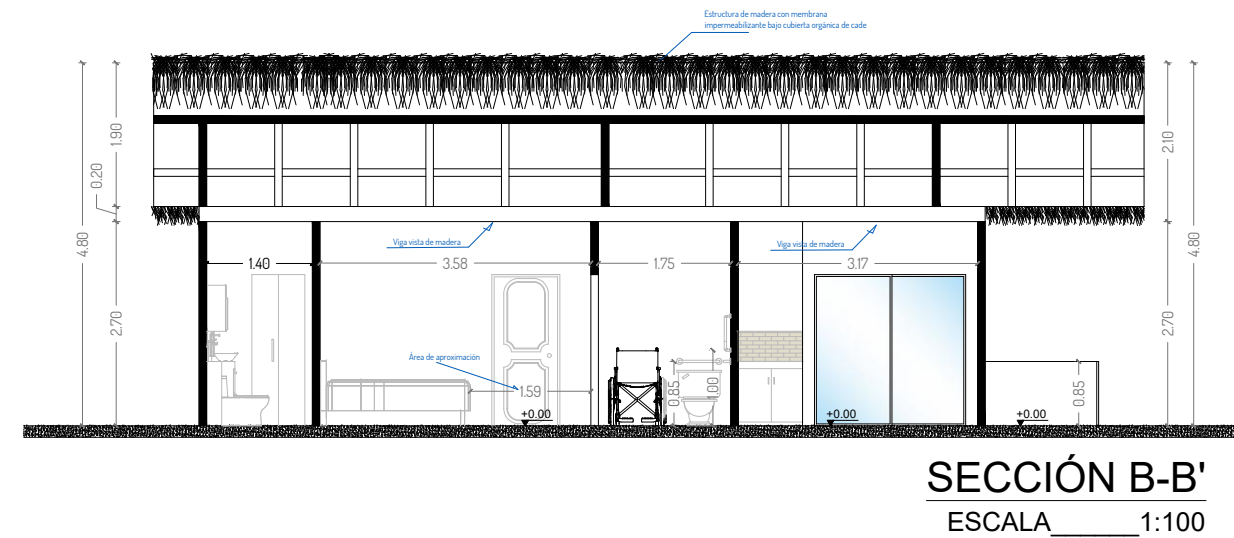 Estructura de madera con membrana
impermeabilizante bajo cubierta orgánica de cade
1.90
0.20
4.80
2.70
2.10
4.80
2.70
Viga vista de madera
Viga vista de madera
1.40
3.58
1.75
3.17
Área de aproximación
1.59
0.85
1.00
0.85
+0.00
+0.00
+0.00
SECCIÓN B-B'
ESCALA______1:100